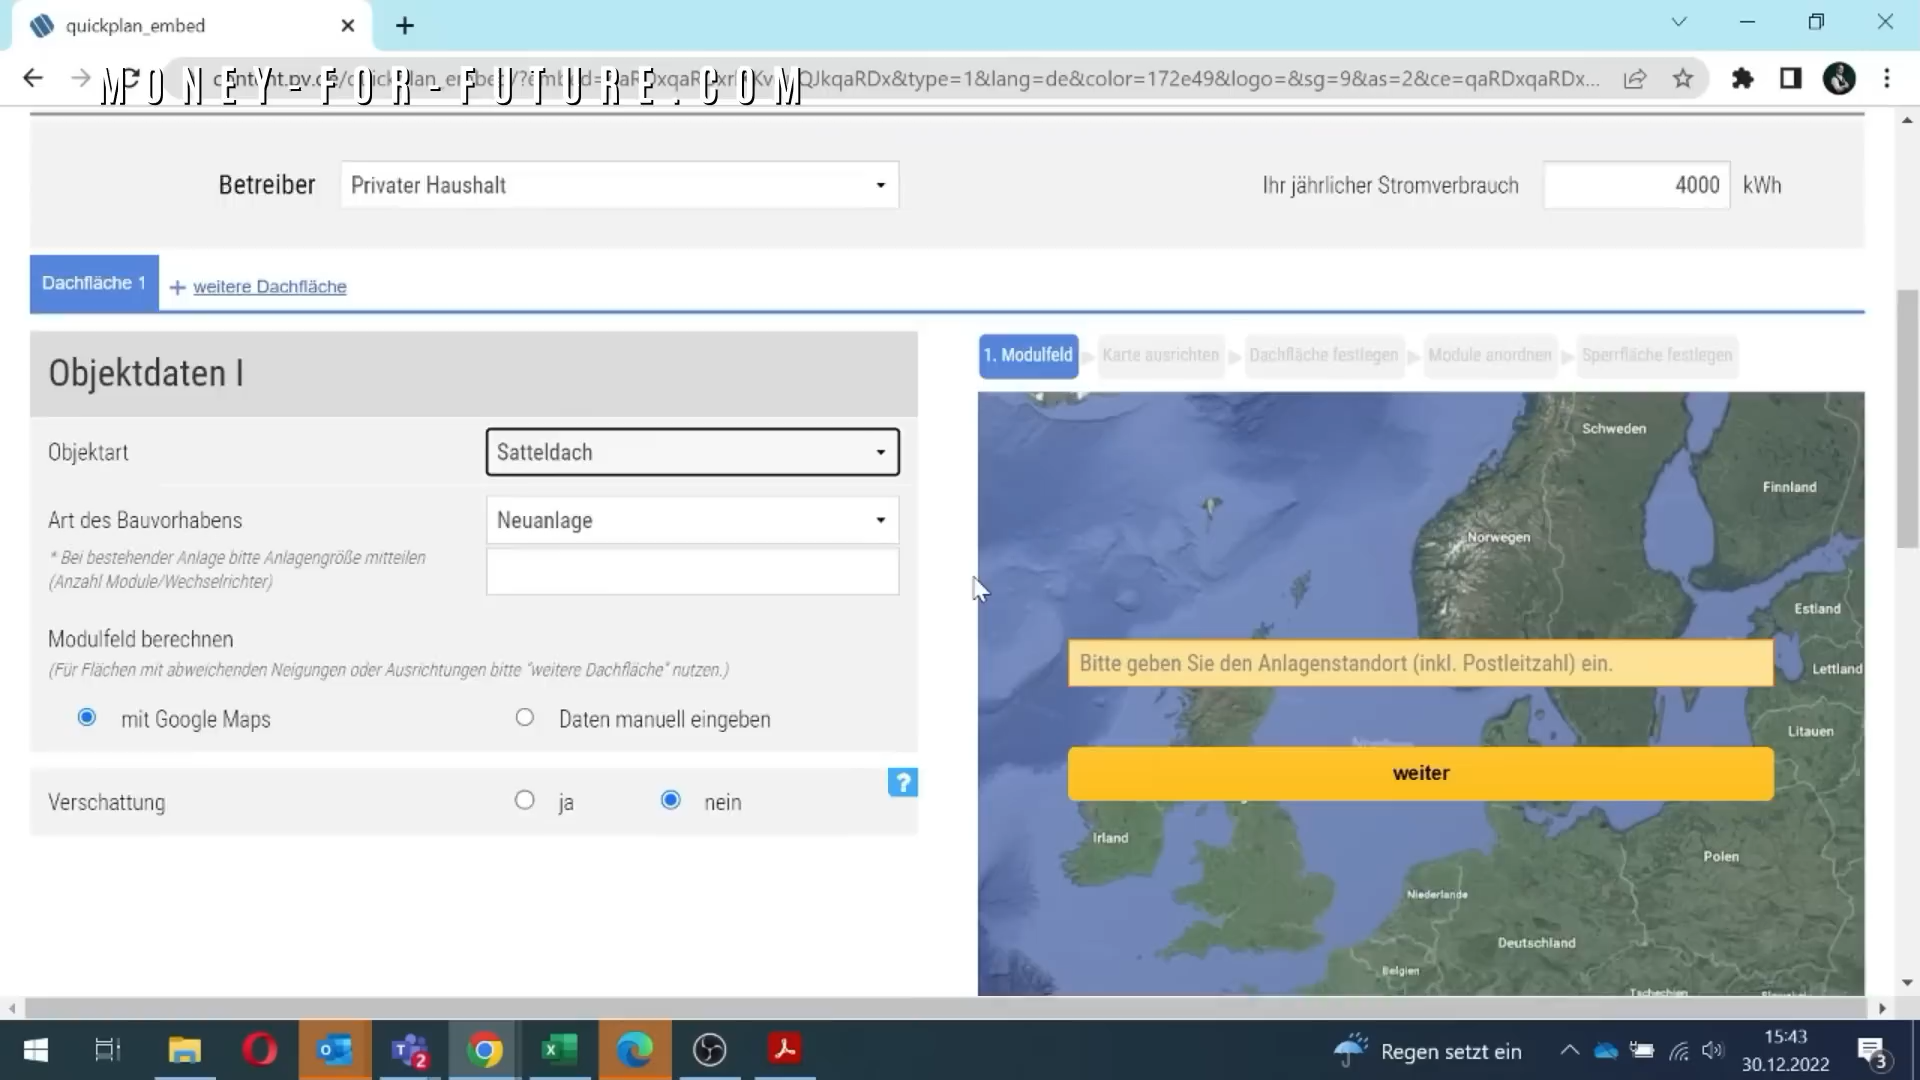 quickplan_embed
MONEY-FOR-FUTURE.COM
QJkqaRDx&type=1&lang=de&color=172e49&logo=&sg=9&as=2&ce=qaRDxqaRDx...
Betreiber
Privater Haushalt
Ihr jährlicher Stromverbrauch
4000
kWh
Dachfläche 1
+ weitere Dachfläche
Objektdaten I
1. Modulfeld
Karte ausrichten
Dachfläche festlegen
Module anordnen
Sperrfläche festlegen
Objektart
Satteldach
Art des Bauvorhabens
Neuanlage
* Bei bestehender Anlage bitte Anlagengröße mitteilen
(Anzahl Module/Wechselrichter)
Modulfeld berechnen
(Für Flächen mit abweichenden Neigungen oder Ausrichtungen bitte "weitere Dachfläche" nutzen.)
mit Google Maps
Daten manuell eingeben
Verschattung
ja
nein
?
Schweden
Finnland
Norwegen
Estland
Bitte geben Sie den Anlagenstandort (inkl. Postleitzahl) ein.
Lettland
Litauen
weiter
Irland
Polen
Niederlande
Deutschland
Belgien
Tschechien
2
Regen setzt ein
15:43
30.12.2022
3